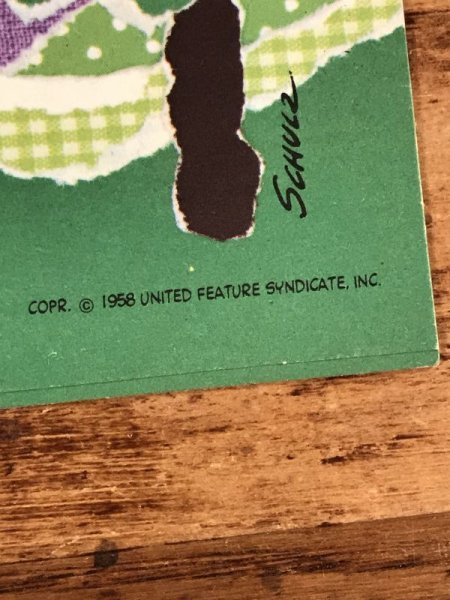 SCHULZ
COPR. © 1958 UNITED FEATURE SYNDICATE, INC.